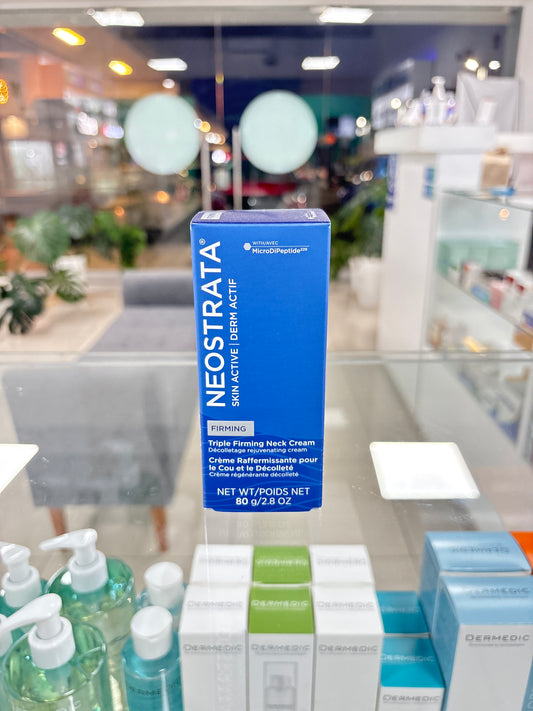 WITH/AVEC
MicroDiPeptide229
NEOSTRATA®
SKIN ACTIVE | DERM ACTIF
FIRMING
Triple Firming Neck Cream
Décolletage rejuvenating cream
Crème Raffermissante pour
le Cou et le Décolleté
Crème régénérante décolleté
NET WT/POIDS NET
80 g/2.8 OZ
DERMEDIC
DERMEDIC
DERMEDIC
DERMEDIC
DERMEDIC
DERMEDIC